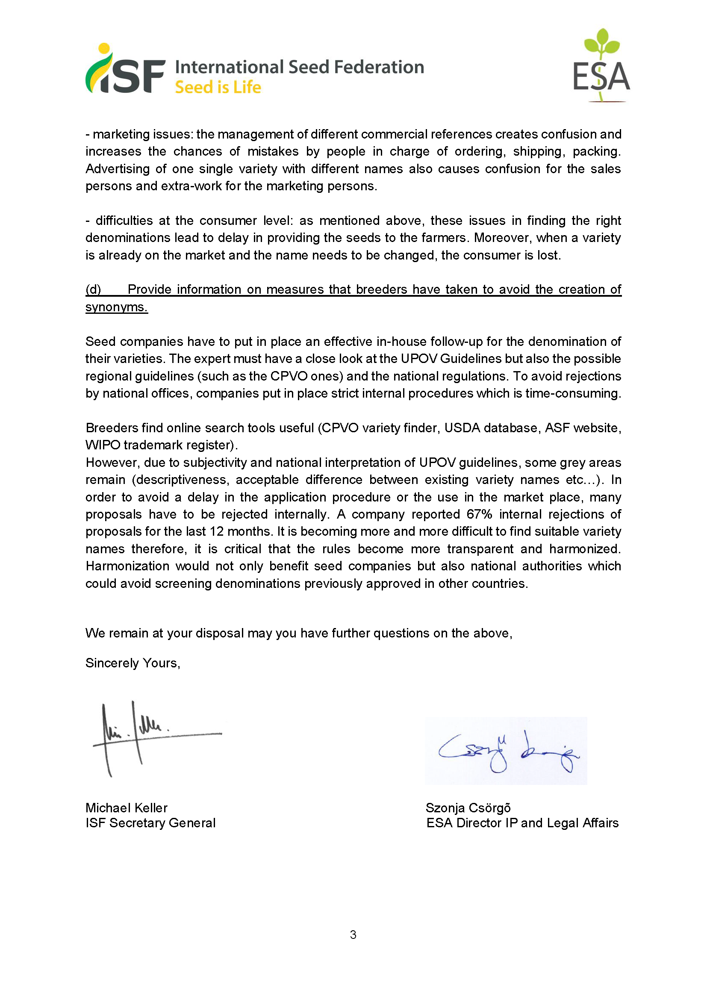 ISF International Seed Federation
Seed is Life
ESA
- marketing issues: the management of different commercial references creates confusion and
increases the chances of mistakes by people in charge of ordering, shipping, packing.
Advertising of one single variety with different names also causes confusion for the sales
persons and extra-work for the marketing persons.
- difficulties at the consumer level: as mentioned above, these issues in finding the right
denominations lead to delay in providing the seeds to the farmers. Moreover, when a variety
is already on the market and the name needs to be changed, the consumer is lost.
(d) Provide information on measures that breeders have taken to avoid the creation of
synonyms.
Seed companies have to put in place an effective in-house follow-up for the denomination of
their varieties. The expert must have a close look at the UPOV Guidelines but also the possible
regional guidelines (such as the CPVO ones) and the national regulations. To avoid rejections
by national offices, companies put in place strict internal procedures which is time-consuming.
Breeders find online search tools useful (CPVO variety finder, USDA database, ASF website,
WIPO trademark register).
However, due to subjectivity and national interpretation of UPOV guidelines, some grey areas
remain (descriptiveness, acceptable difference between existing variety names etc...). In
order to avoid a delay in the application procedure or the use in the market place, many
proposals have to be rejected internally. A company reported 67% internal rejections of
proposals for the last 12 months. It is becoming more and more difficult to find suitable variety
names therefore, it is critical that the rules become more transparent and harmonized.
Harmonization would not only benefit seed companies but also national authorities which
could avoid screening denominations previously approved in other countries.
We remain at your disposal may you have further questions on the above,
Sincerely Yours,
Michael Keller
ISF Secretary General
Szonja Csörgõ
ESA Director IP and Legal Affairs
3